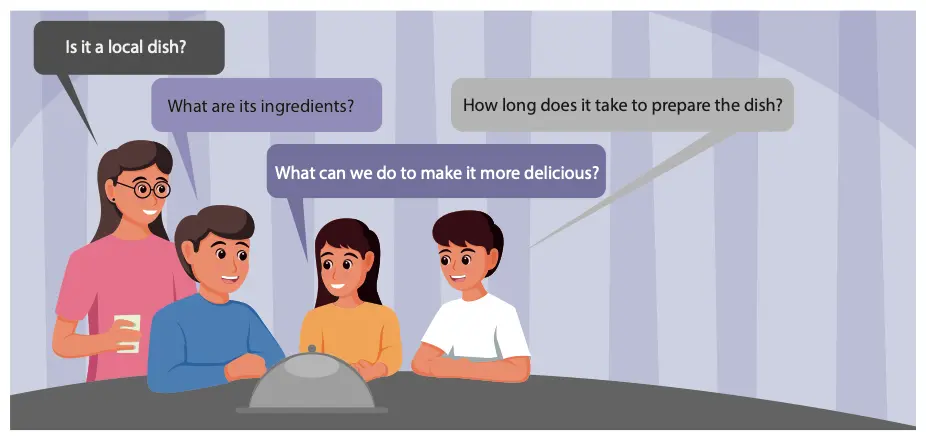 Is it a local dish?
What are its ingredients?
How long does it take to prepare the dish?
What can we do to make it more delicious?